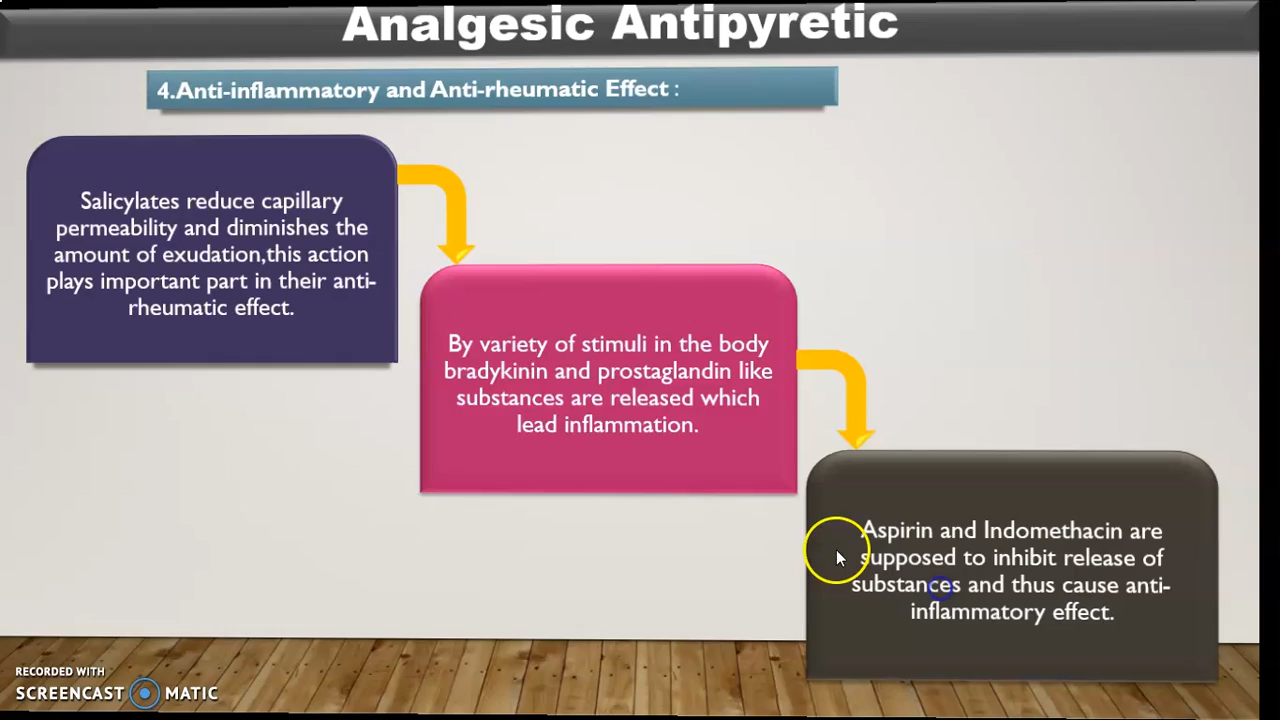 Analgesic Antipyretic
4.Anti-inflammatory and Anti-rheumatic Effect :
Salicylates reduce capillary
permeability and diminishes the
amount of exudation,this action
plays important part in their anti-
rheumatic effect.
By variety of stimuli in the body
bradykinin and prostaglandin like
substances are released which
lead inflammation.
Aspirin and Indomethacin are
supposed to inhibit release of
substances and thus cause anti-
inflammatory effect.
RECORDED WITH
SCREENCAST MATIC